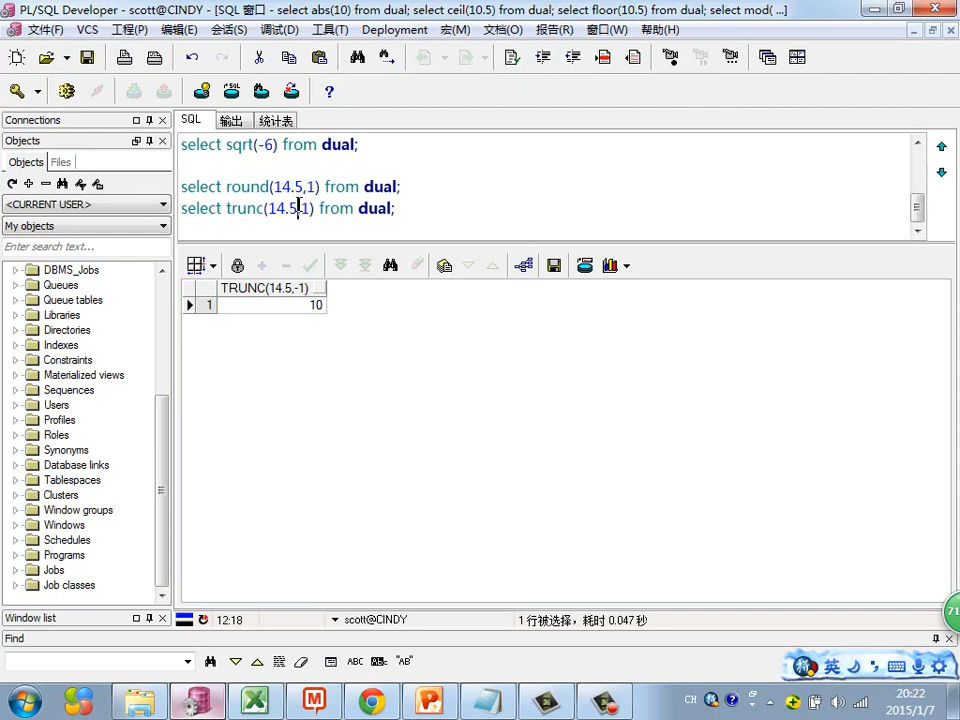 PL/SQL Developer - scott@CINDY - [SQL 窗口 - select abs(10) from dual; select ceil(10.5) from dual; select floor(10.5) from dual; select mod( ...]
文件(F) VCS 工程(P) 编辑(E) 会话(S) 调试(D) 工具(T) Deployment 宏(M) 文档(O) 报告(R) 窗口(W) 帮助(H)
Connections
Objects
Objects Files
<CURRENT USER>
My objects
Enter search text...
DBMS_Jobs
Queues
Queue tables
Libraries
Directories
Indexes
Constraints
Materialized views
Sequences
Users
Profiles
Roles
Synonyms
Database links
Tablespaces
Clusters
Window groups
Windows
Schedules
Programs
Jobs
Job classes
Window list
SQL 输出 统计表
select sqrt(-6) from dual;
select round(14.5,1) from dual;
select trunc(14.5,1) from dual;
TRUNC(14.5,-1)
1 10
12:18 scott@CINDY 1 行被选择, 耗时 0.047 秒
Find
ABC "AB"
英
CH
20:22
2015/1/7
71